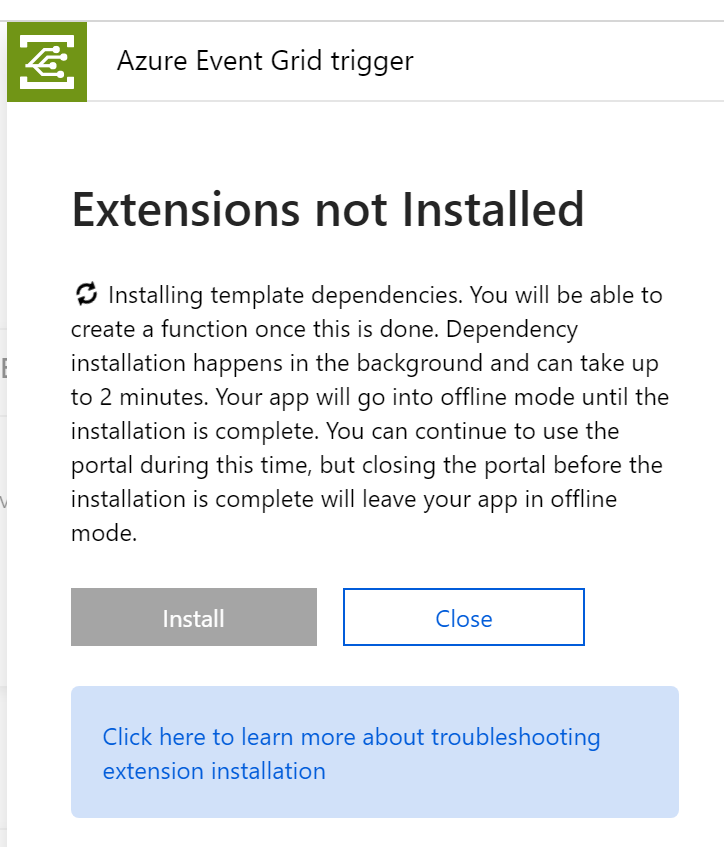 Azure Event Grid trigger
Extensions not Installed
Installing template dependencies. You will be able to
create a function once this is done. Dependency
installation happens in the background and can take up
to 2 minutes. Your app will go into offline mode until the
installation is complete. You can continue to use the
portal during this time, but closing the portal before the
installation is complete will leave your app in offline
mode.
Install
Close
Click here to learn more about troubleshooting
extension installation